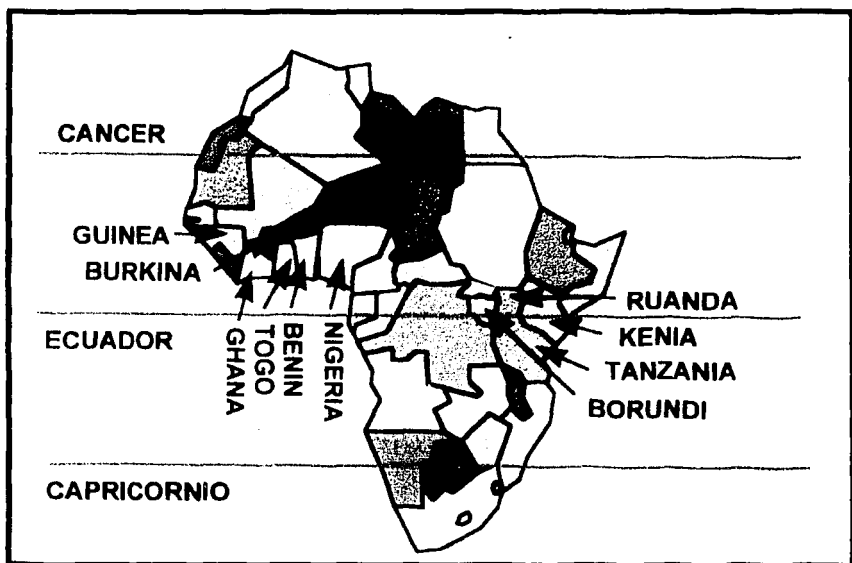 CANCER
GUINEA
BURKINA
ECUADOR
GHANA
TOGO
BENIN
NIGERIA
RUANDA
KENIA
TANZANIA
BORUNDI
CAPRICORNIO